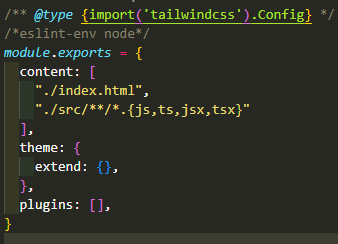 /** @type {import('tailwindcss').Config} */
/*eslint-env node*/
module.exports = {
  content: [
    "./index.html",
    "./src/**/*.{js,ts,jsx,tsx}"
  ],
  theme: {
    extend: {},
  },
  plugins: [],
}